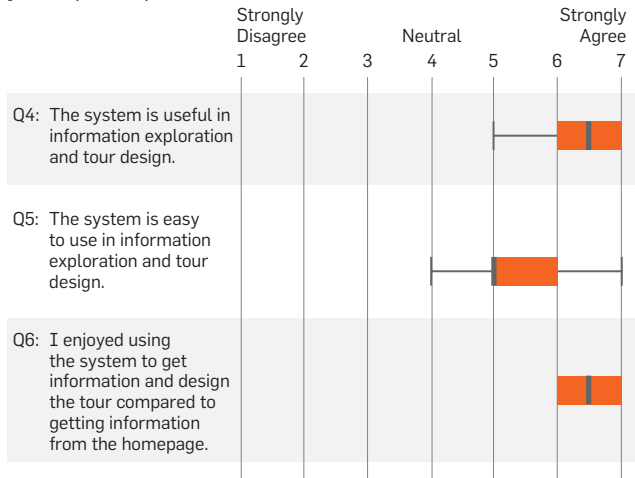 Strongly Disagree
Neutral
Strongly Agree
1 2 3 4 5 6 7
Q4: The system is useful in
information exploration
and tour design.
Q5: The system is easy
to use in information
exploration and tour
design.
Q6: I enjoyed using
the system to get
information and design
the tour compared to
getting information
from the homepage.